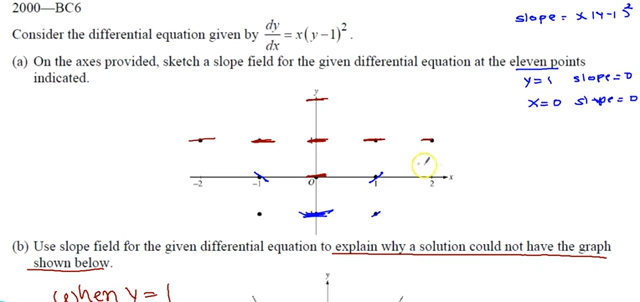 2000—BC6
slope = x(y-1)²
Consider the differential equation given by dy/dx = x(y−1)².
(a) On the axes provided, sketch a slope field for the given differential equation at the eleven points
indicated.
y=1 slope=0
x=0 slope=0
y
-2 -1 O 1 2 x
(b) Use slope field for the given differential equation to explain why a solution could not have the graph
shown below.
y
when y=1